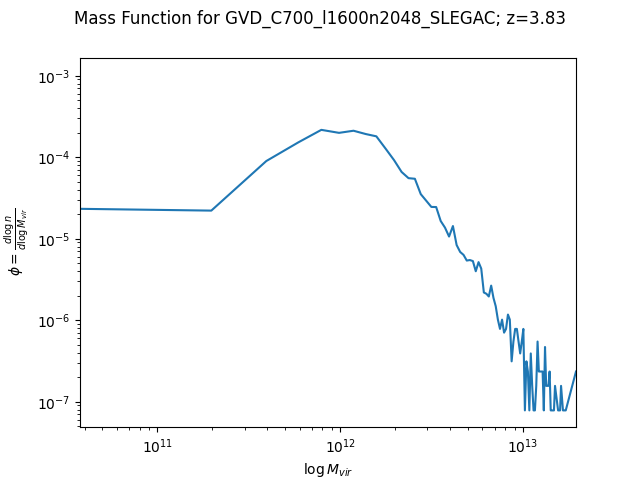 Mass Function for GVD_C700_l1600n2048_SLEGAC; z=3.83
10⁻³
10⁻⁴
10⁻⁵
10⁻⁶
10⁻⁷
ϕ = d log n / d log M_vir
10¹¹
10¹²
10¹³
log M_vir